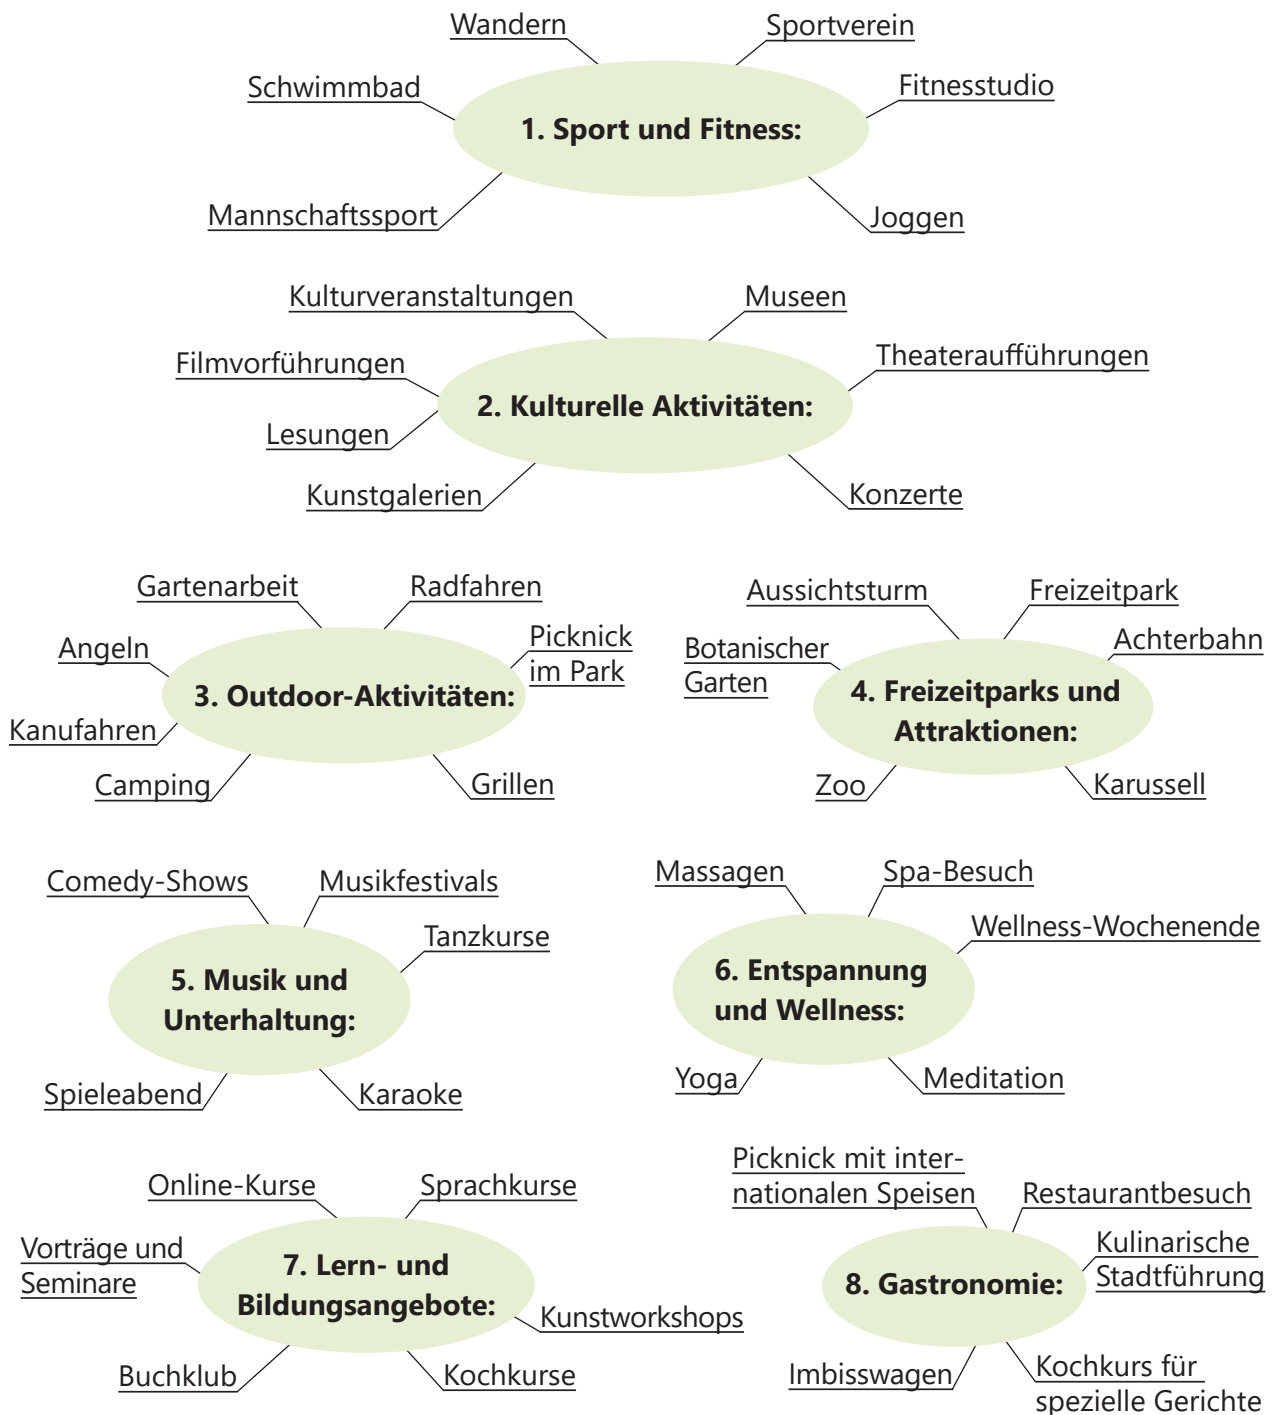 Wandern
Sportverein
Schwimmbad
Fitnesstudio
1. Sport und Fitness:
Mannschaftssport
Joggen
Kulturveranstaltungen
Museen
Filmvorführungen
Theateraufführungen
2. Kulturelle Aktivitäten:
Lesungen
Kunstgalerien
Konzerte
Gartenarbeit
Radfahren
Angeln
Picknick
im Park
3. Outdoor-Aktivitäten:
Kanufahren
Camping
Grillen
Aussichtsturm
Freizeitpark
Botanischer
Garten
Achterbahn
4. Freizeitparks und
Attraktionen:
Zoo
Karussell
Comedy-Shows
Musikfestivals
Tanzkurse
5. Musik und
Unterhaltung:
Spieleabend
Karaoke
Massagen
Spa-Besuch
Wellness-Wochenende
6. Entspannung
und Wellness:
Yoga
Meditation
Online-Kurse
Sprachkurse
Vorträge und
Seminare
7. Lern- und
Bildungsangebote:
Kunstworkshops
Buchklub
Kochkurse
Picknick mit inter-
nationalen Speisen
Restaurantbesuch
Kulinarische
Stadtführung
8. Gastronomie:
Imbisswagen
Kochkurs für
spezielle Gerichte